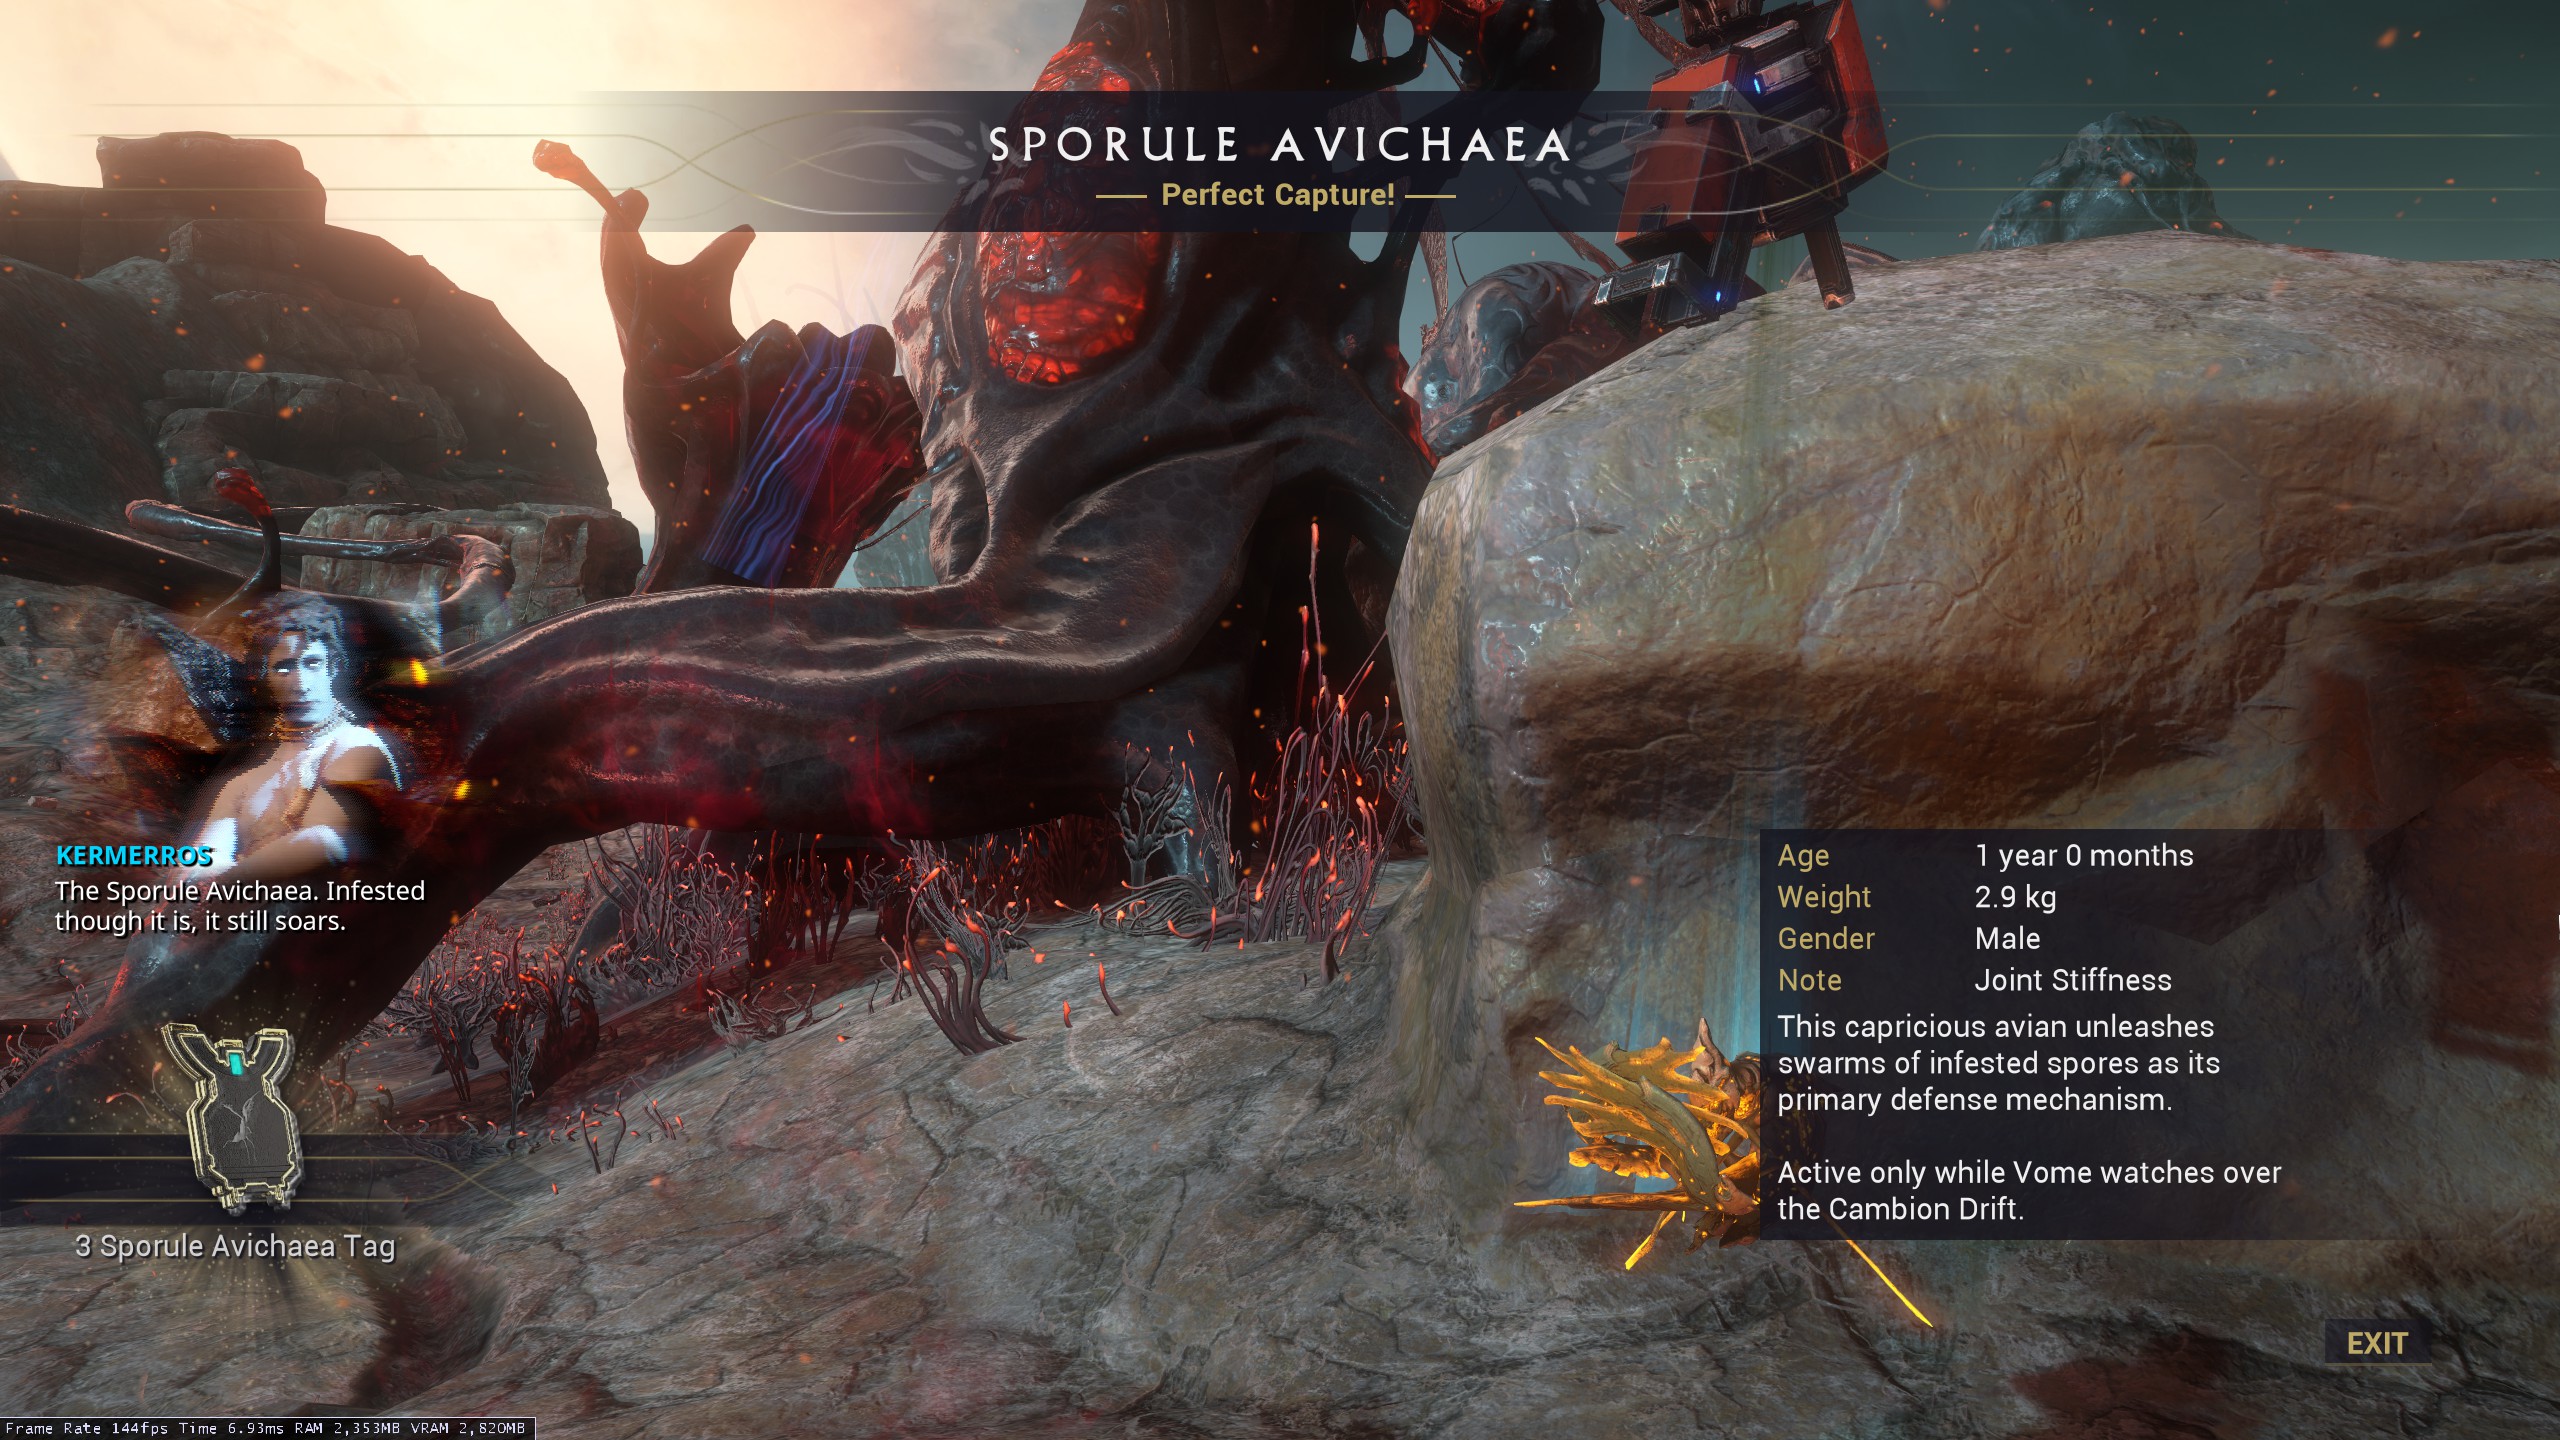 SPORULE AVICHAEA
Perfect Capture!
KERMERROS
The Sporule Avichaea. Infested
though it is, it still soars.
3 Sporule Avichaea Tag
Age 1 year 0 months
Weight 2.9 kg
Gender Male
Note Joint Stiffness
This capricious avian unleashes
swarms of infested spores as its
primary defense mechanism.
Active only while Vome watches over
the Cambion Drift.
EXIT
Frame Rate 144fps Time 6.93ms RAM 2,353MB VRAM 2,820MB